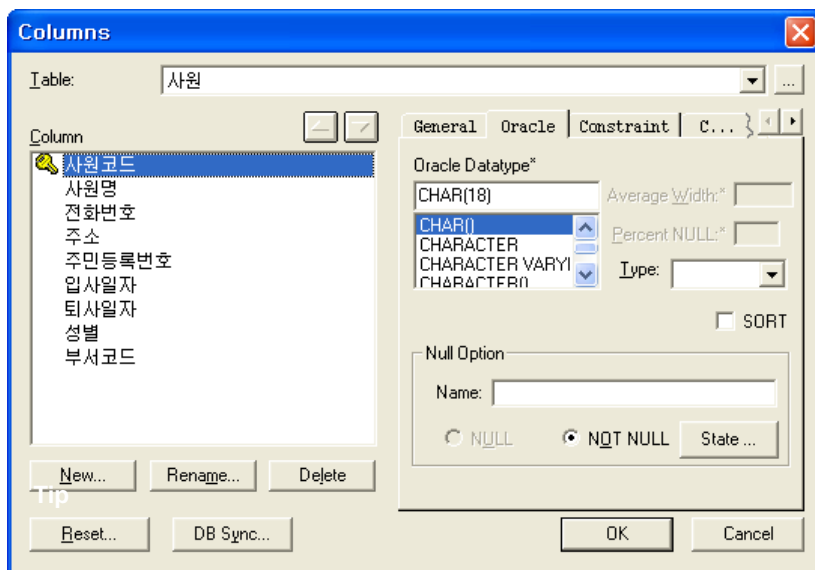 Columns
Table:
사원
...
Column
사원코드
사원명
전화번호
주소
주민등록번호
입사일자
퇴사일자
성별
부서코드
New...
Rename...
Delete
Tip
Reset...
DB Sync...
General
Oracle
Constraint
C...
Oracle Datatype*
CHAR(18)
CHAR()
CHARACTER
CHARACTER VARYI
CHARACTER()
Average Width:*
Percent NULL:*
Type:
SORT
Null Option
Name:
NULL
NOT NULL
State ...
OK
Cancel